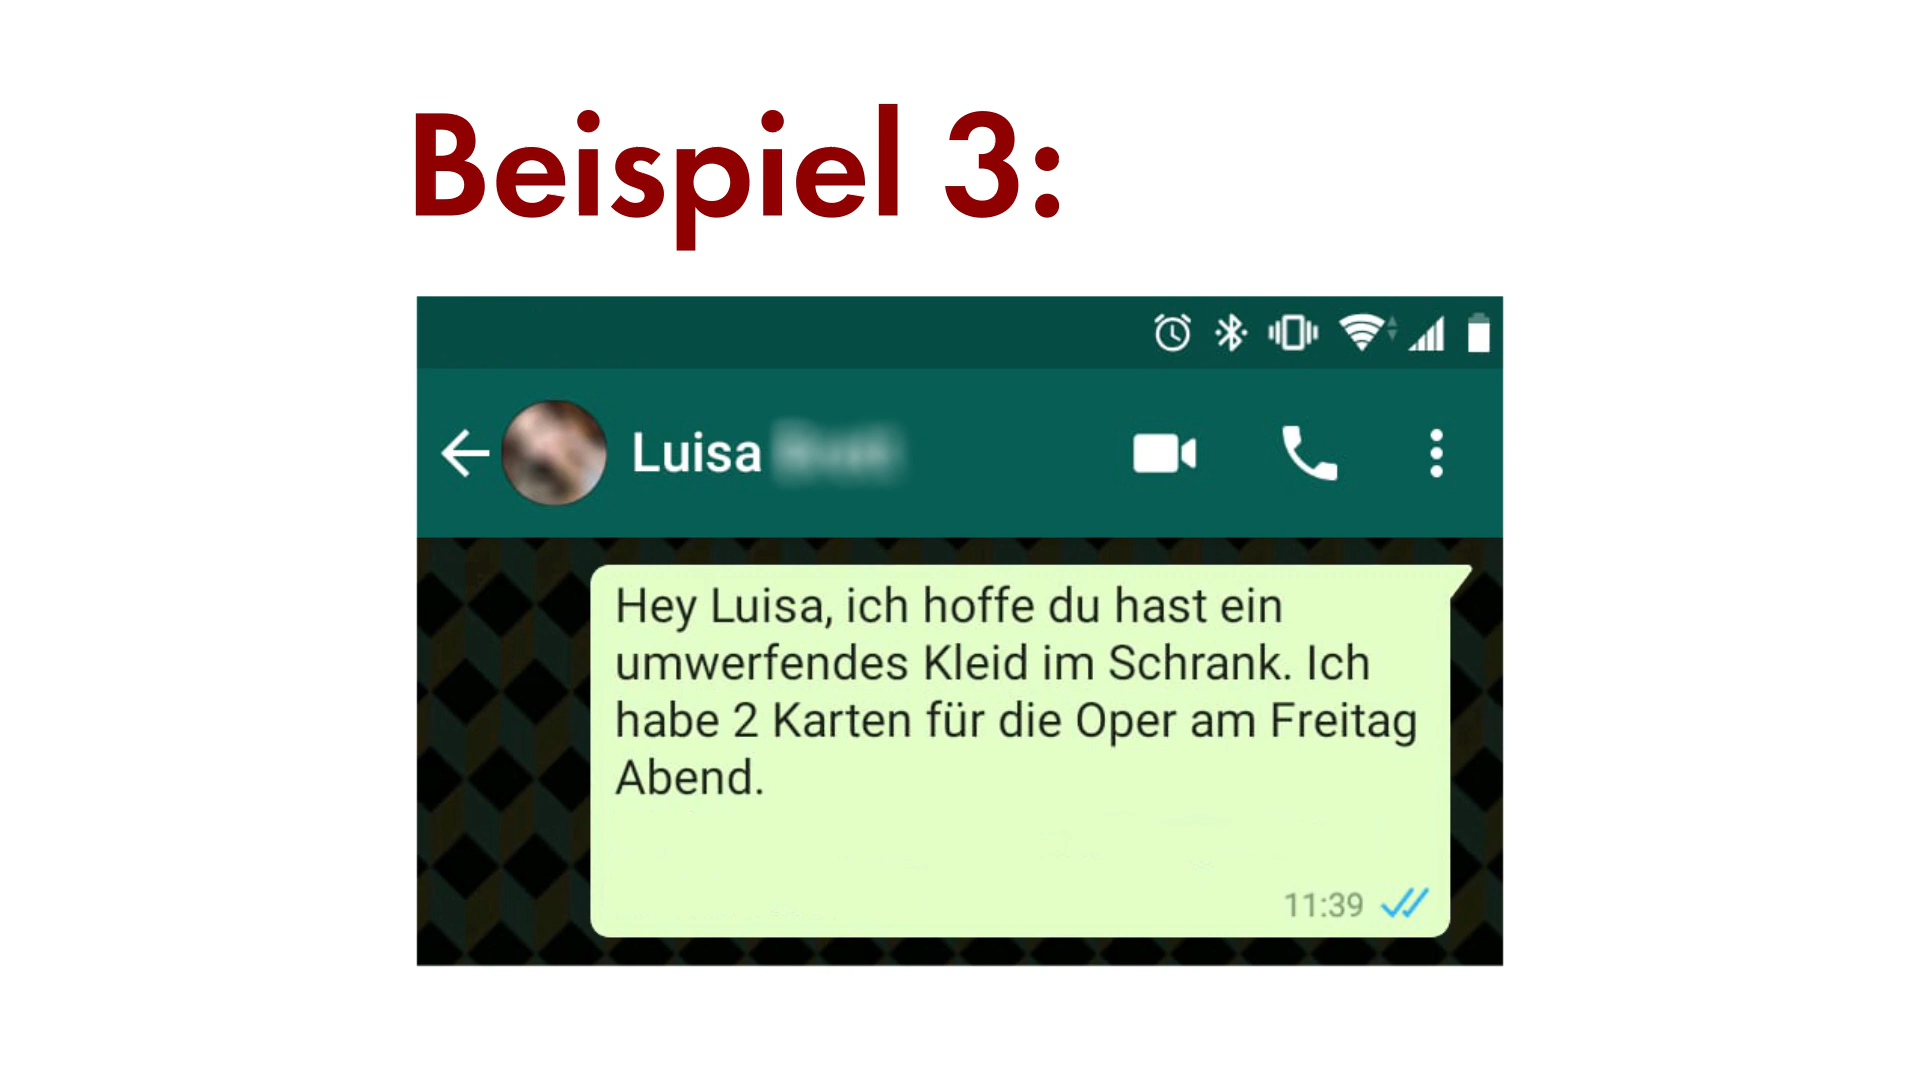 Beispiel 3:
Luisa
Hey Luisa, ich hoffe du hast ein
umwerfendes Kleid im Schrank. Ich
habe 2 Karten für die Oper am Freitag
Abend.
11:39